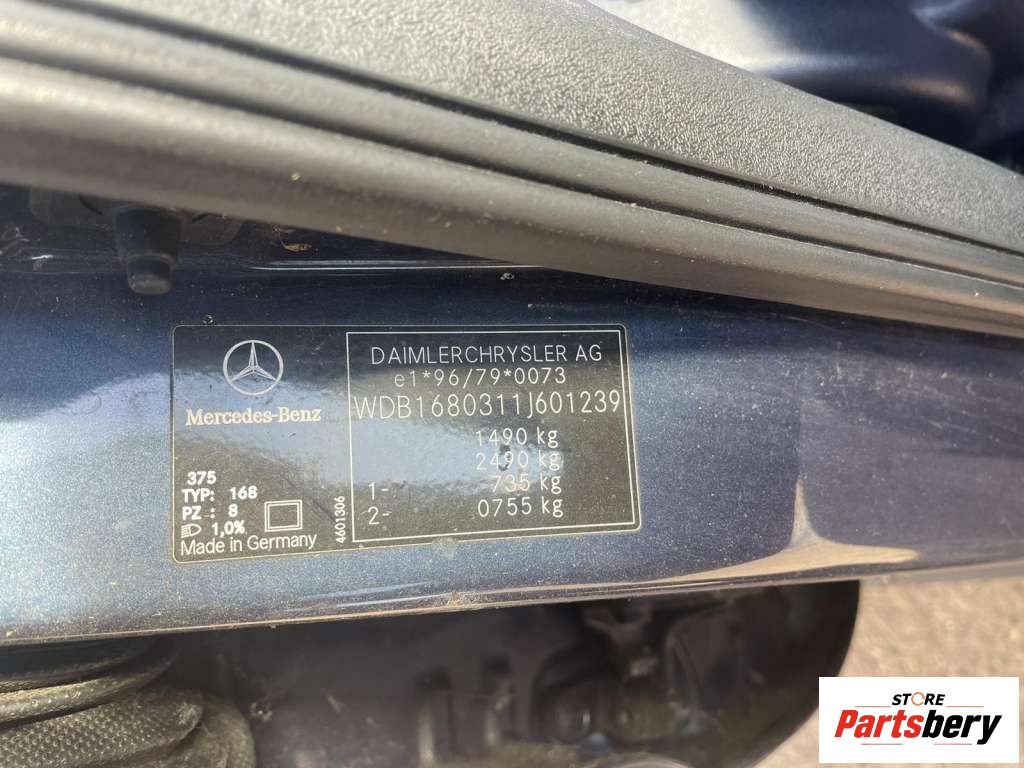 Mercedes-Benz
375
TYP: 168
PZ : 8
1,0%
Made in Germany
4601306
DAIMLERCHRYSLER AG
e1*96/79*0073
WDB1680311J601239
1490 kg
2490 kg
1- 735 kg
2- 0755 kg
STORE
Partsbery